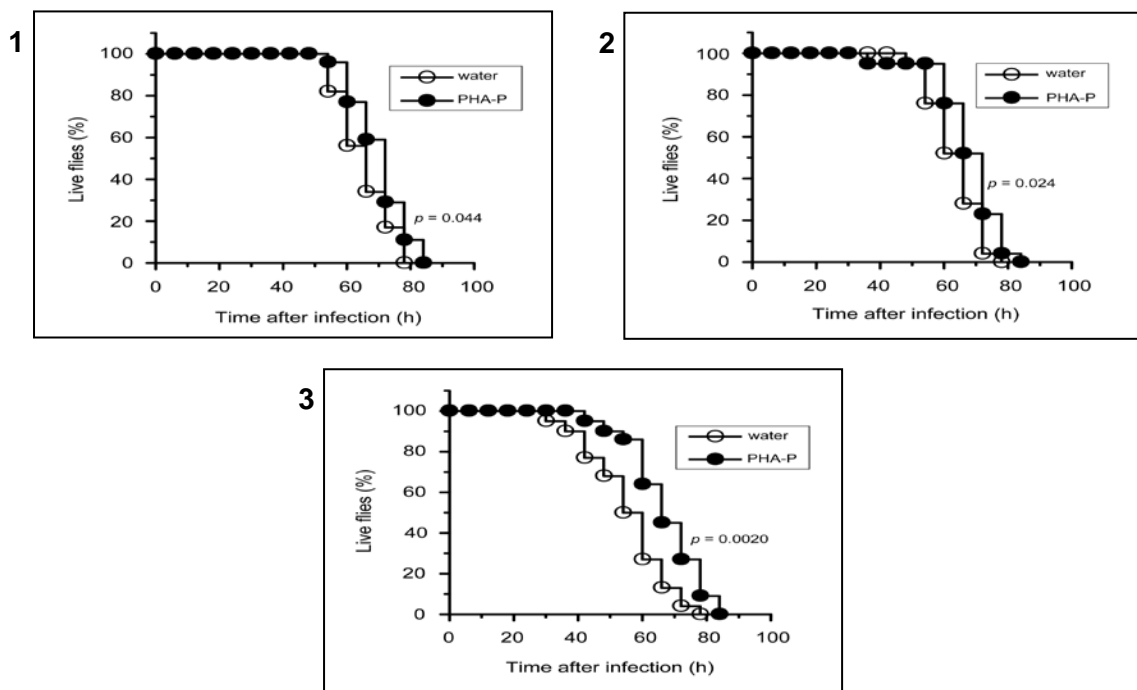 1
100
80
60
40
20
0
Live flies (%)
water
PHA-P
p = 0.044
0 20 40 60 80 100
Time after infection (h)
2
100
80
60
40
20
0
Live flies (%)
water
PHA-P
p = 0.024
0 20 40 60 80 100
Time after infection (h)
3
100
80
60
40
20
0
Live flies (%)
water
PHA-P
p = 0.0020
0 20 40 60 80 100
Time after infection (h)